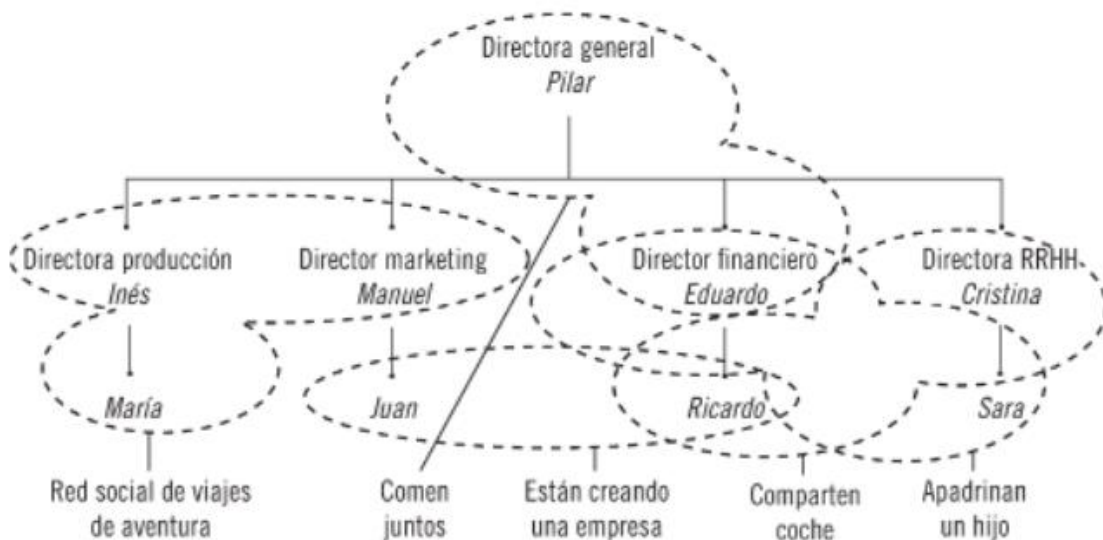 Directora general
Pilar
Directora producción
Inés
Director marketing
Manuel
Director financiero
Eduardo
Directora RRHH
Cristina
María
Juan
Ricardo
Sara
Red social de viajes
de aventura
Comen
juntos
Están creando
una empresa
Comparten
coche
Apadrinan
un hijo